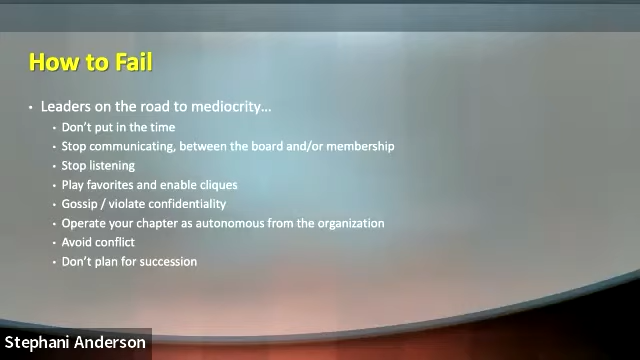 How to Fail
• Leaders on the road to mediocrity...
• Don't put in the time
• Stop communicating, between the board and/or membership
• Stop listening
• Play favorites and enable cliques
• Gossip / violate confidentiality
• Operate your chapter as autonomous from the organization
• Avoid conflict
• Don't plan for succession
Stephani Anderson